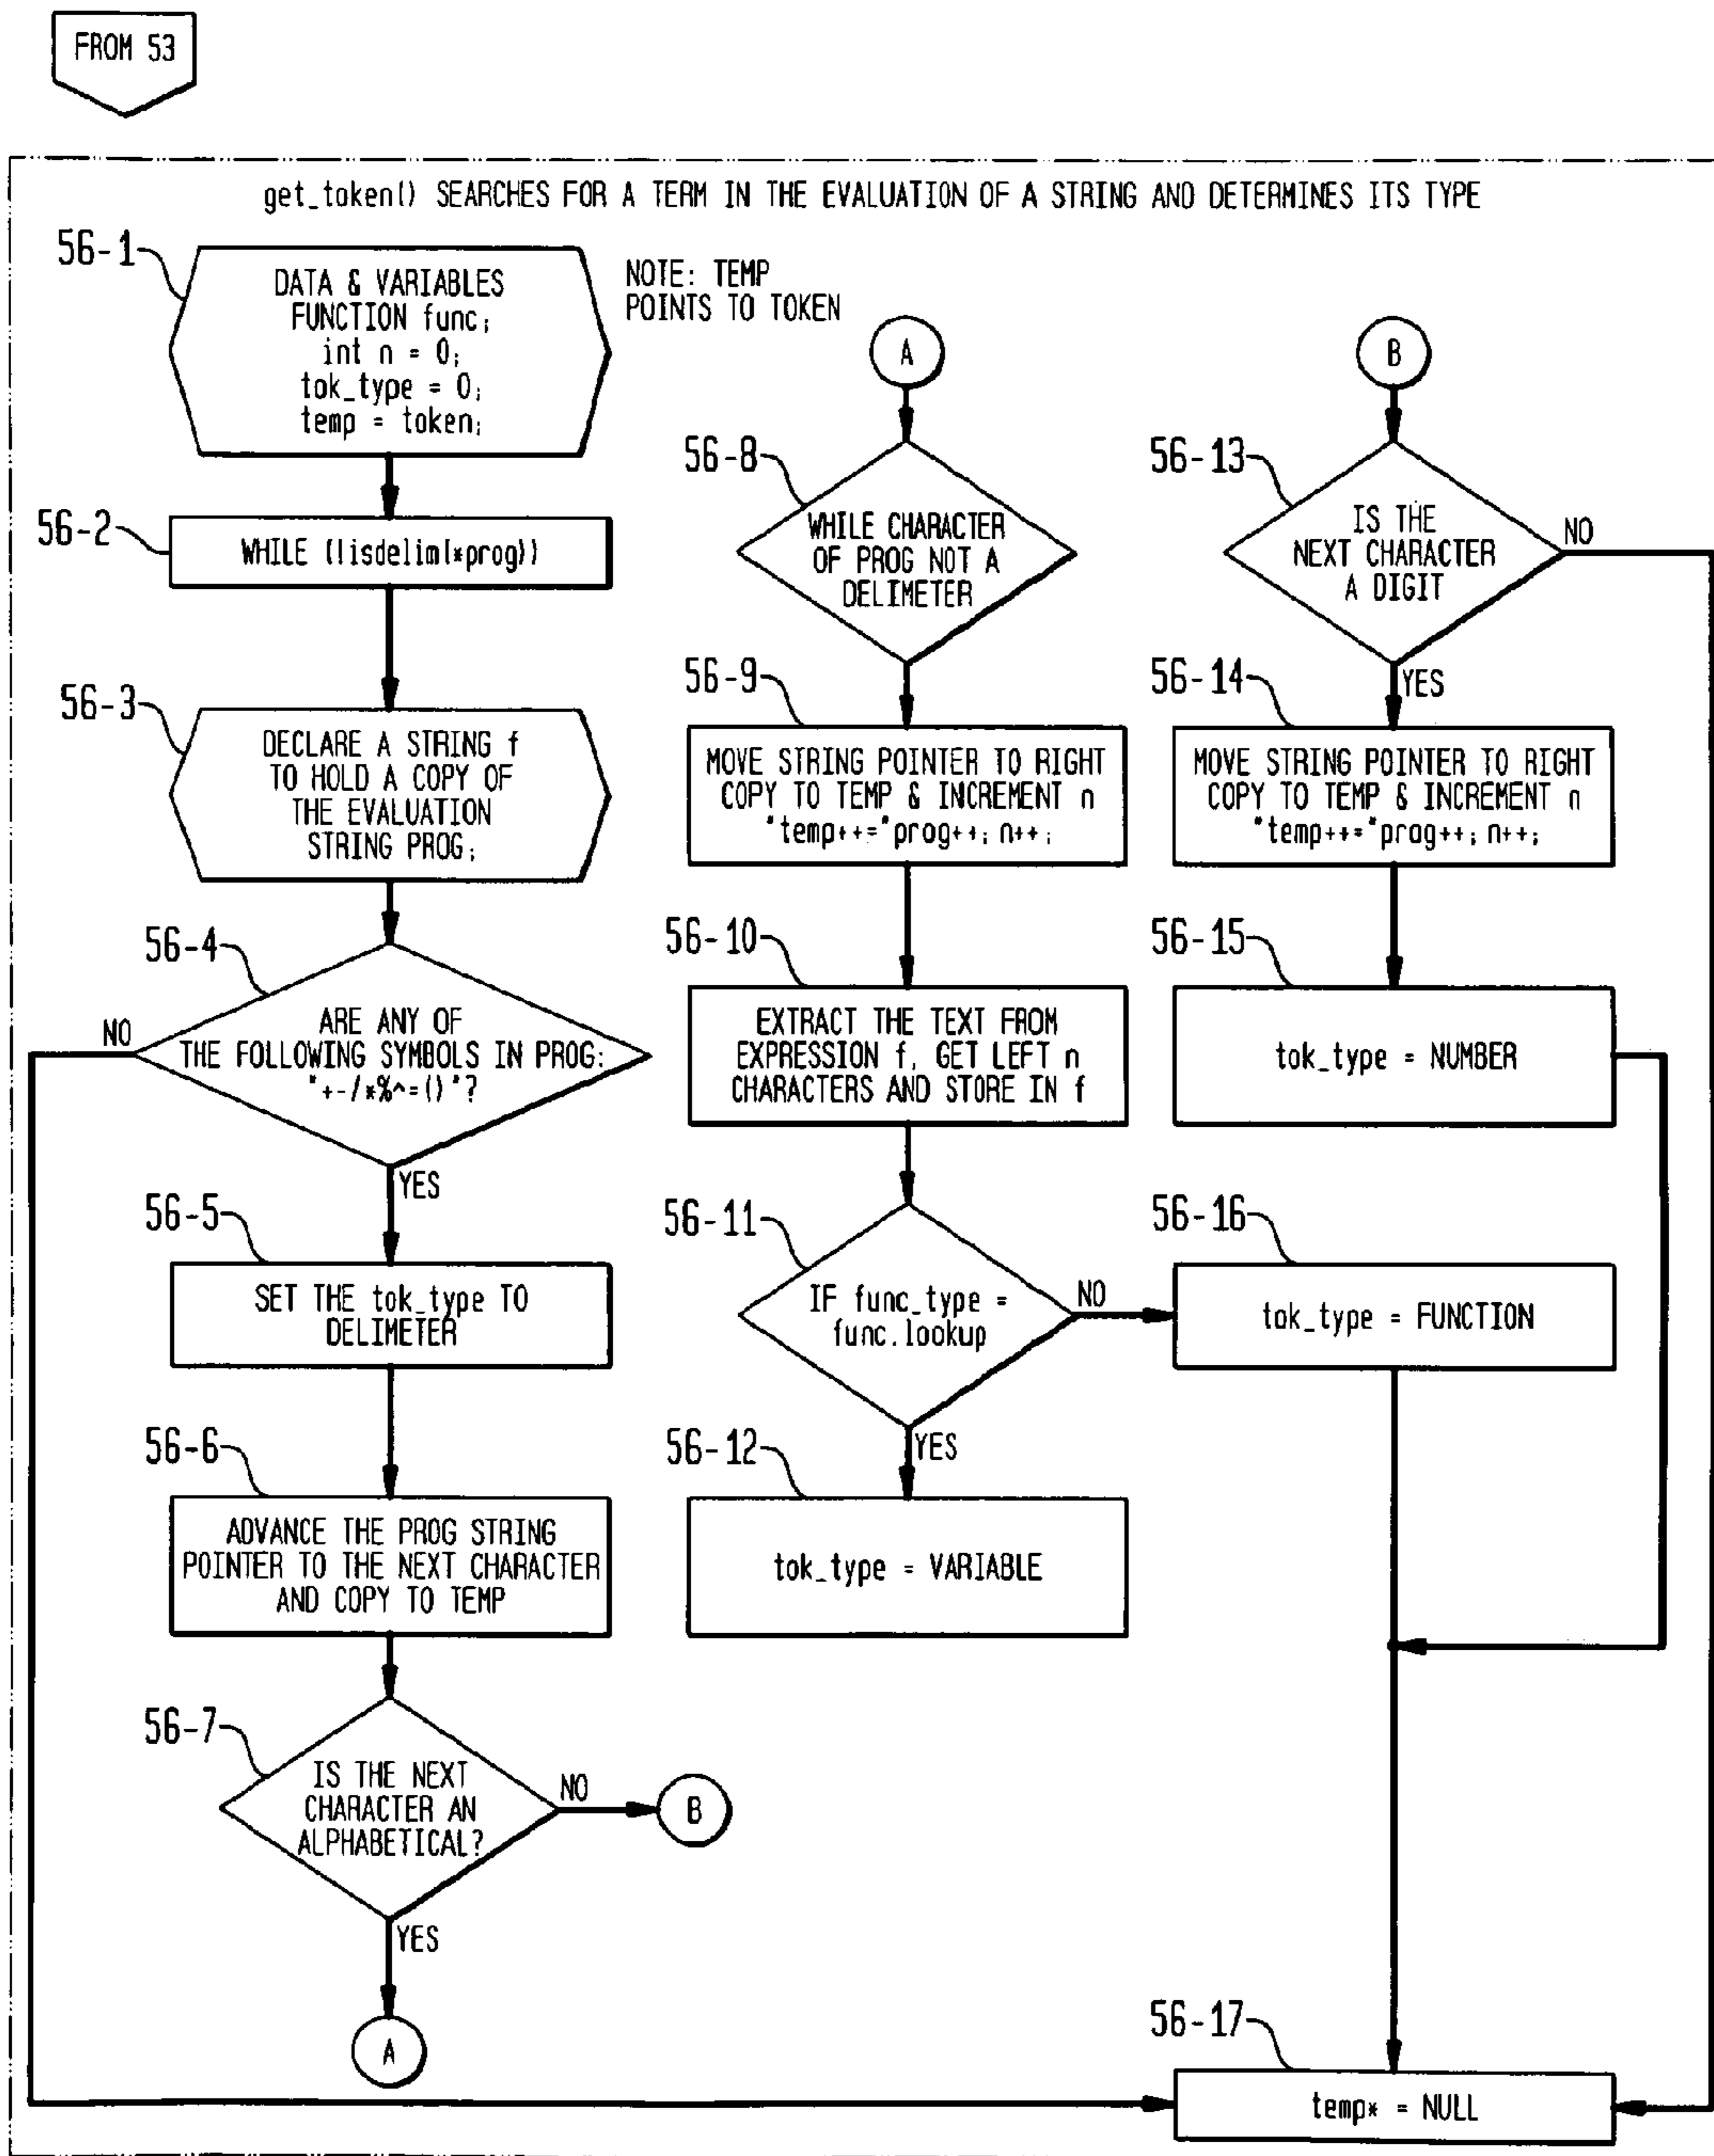 FROM 53
get_token() SEARCHES FOR A TERM IN THE EVALUATION OF A STRING AND DETERMINES ITS TYPE
56-1
DATA & VARIABLES
FUNCTION func;
int n = 0;
tok_type = 0;
temp = token;
NOTE: TEMP
POINTS TO TOKEN
56-2
WHILE (!isdelim(*prog))
56-3
DECLARE A STRING f
TO HOLD A COPY OF
THE EVALUATION
STRING PROG;
56-4
ARE ANY OF
THE FOLLOWING SYMBOLS IN PROG:
"+-/*%^=()"?
NO
YES
56-5
SET THE tok_type TO
DELIMETER
56-6
ADVANCE THE PROG STRING
POINTER TO THE NEXT CHARACTER
AND COPY TO TEMP
56-7
IS THE NEXT
CHARACTER AN
ALPHABETICAL?
NO
B
YES
A
A
56-8
WHILE CHARACTER
OF PROG NOT A
DELIMETER
56-9
MOVE STRING POINTER TO RIGHT
COPY TO TEMP & INCREMENT n
*temp++=*prog++; n++;
56-10
EXTRACT THE TEXT FROM
EXPRESSION f, GET LEFT n
CHARACTERS AND STORE IN f
56-11
IF func_type =
func.lookup
NO
YES
56-12
tok_type = VARIABLE
B
56-13
IS THE
NEXT CHARACTER
A DIGIT
NO
YES
56-14
MOVE STRING POINTER TO RIGHT
COPY TO TEMP & INCREMENT n
*temp++=*prog++; n++;
56-15
tok_type = NUMBER
56-16
tok_type = FUNCTION
56-17
temp* = NULL